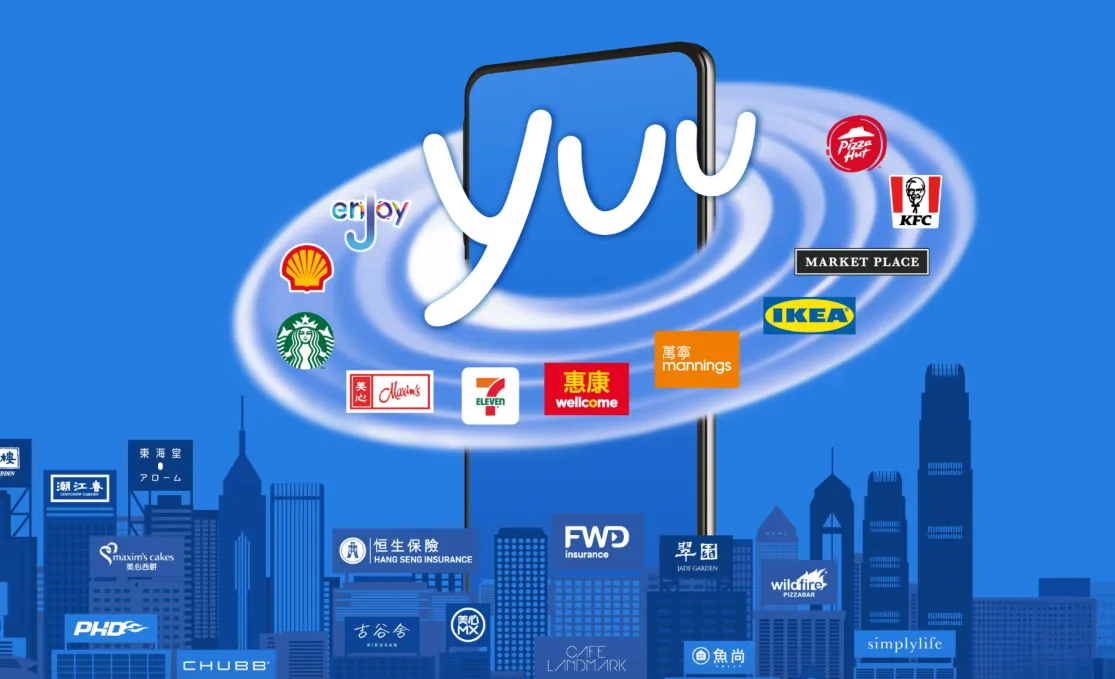 yuu
enJoy
Pizza
Hut
KFC
MARKET PLACE
IKEA
萬寧
mannings
惠康
wellcome
7
ELEVEN
美心
Maxim's
樓
東海堂
アローム
潮江春
maxim's cakes
美心西餅
恒生保險
HANG SENG INSURANCE
FWD
insurance
翠園
JADE GARDEN
wildfire
PIZZABAR
PHD
古谷舍
KIKUSAN
美心
MX
CHUBB
CAFE
LANDMARK
魚尚
simplylife